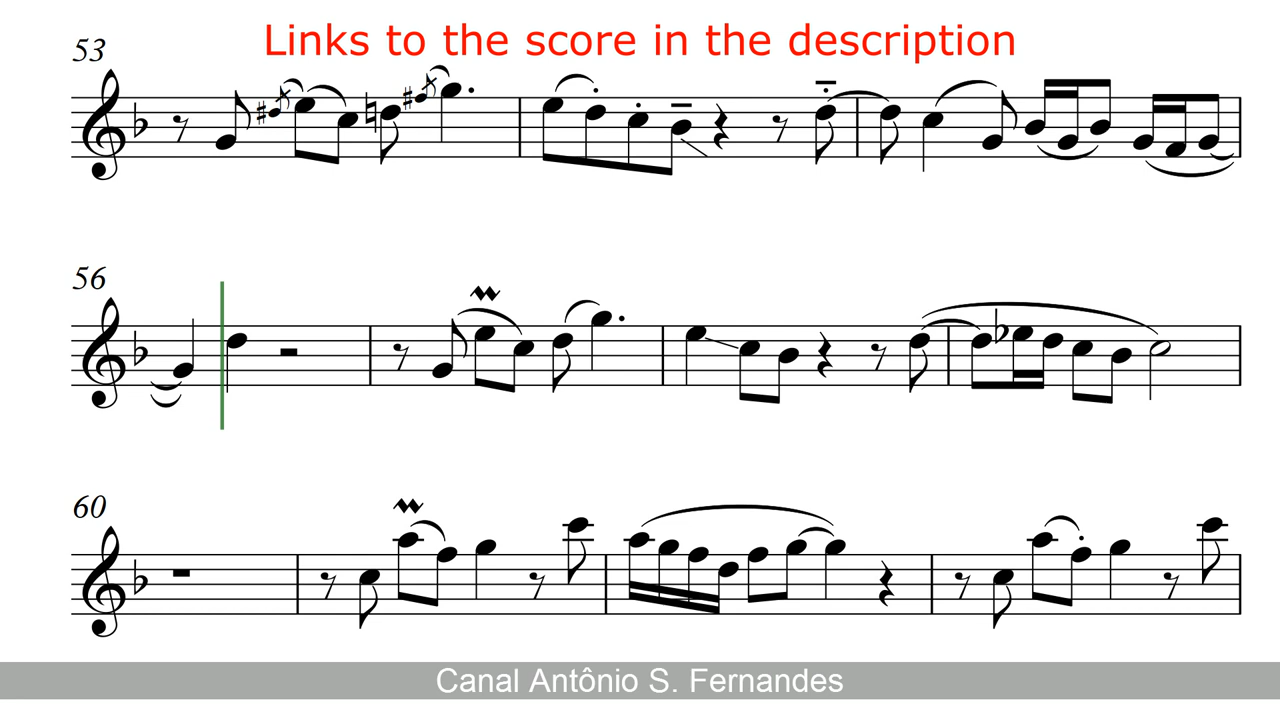 53
Links to the score in the description
56
60
Canal Antônio S. Fernandes